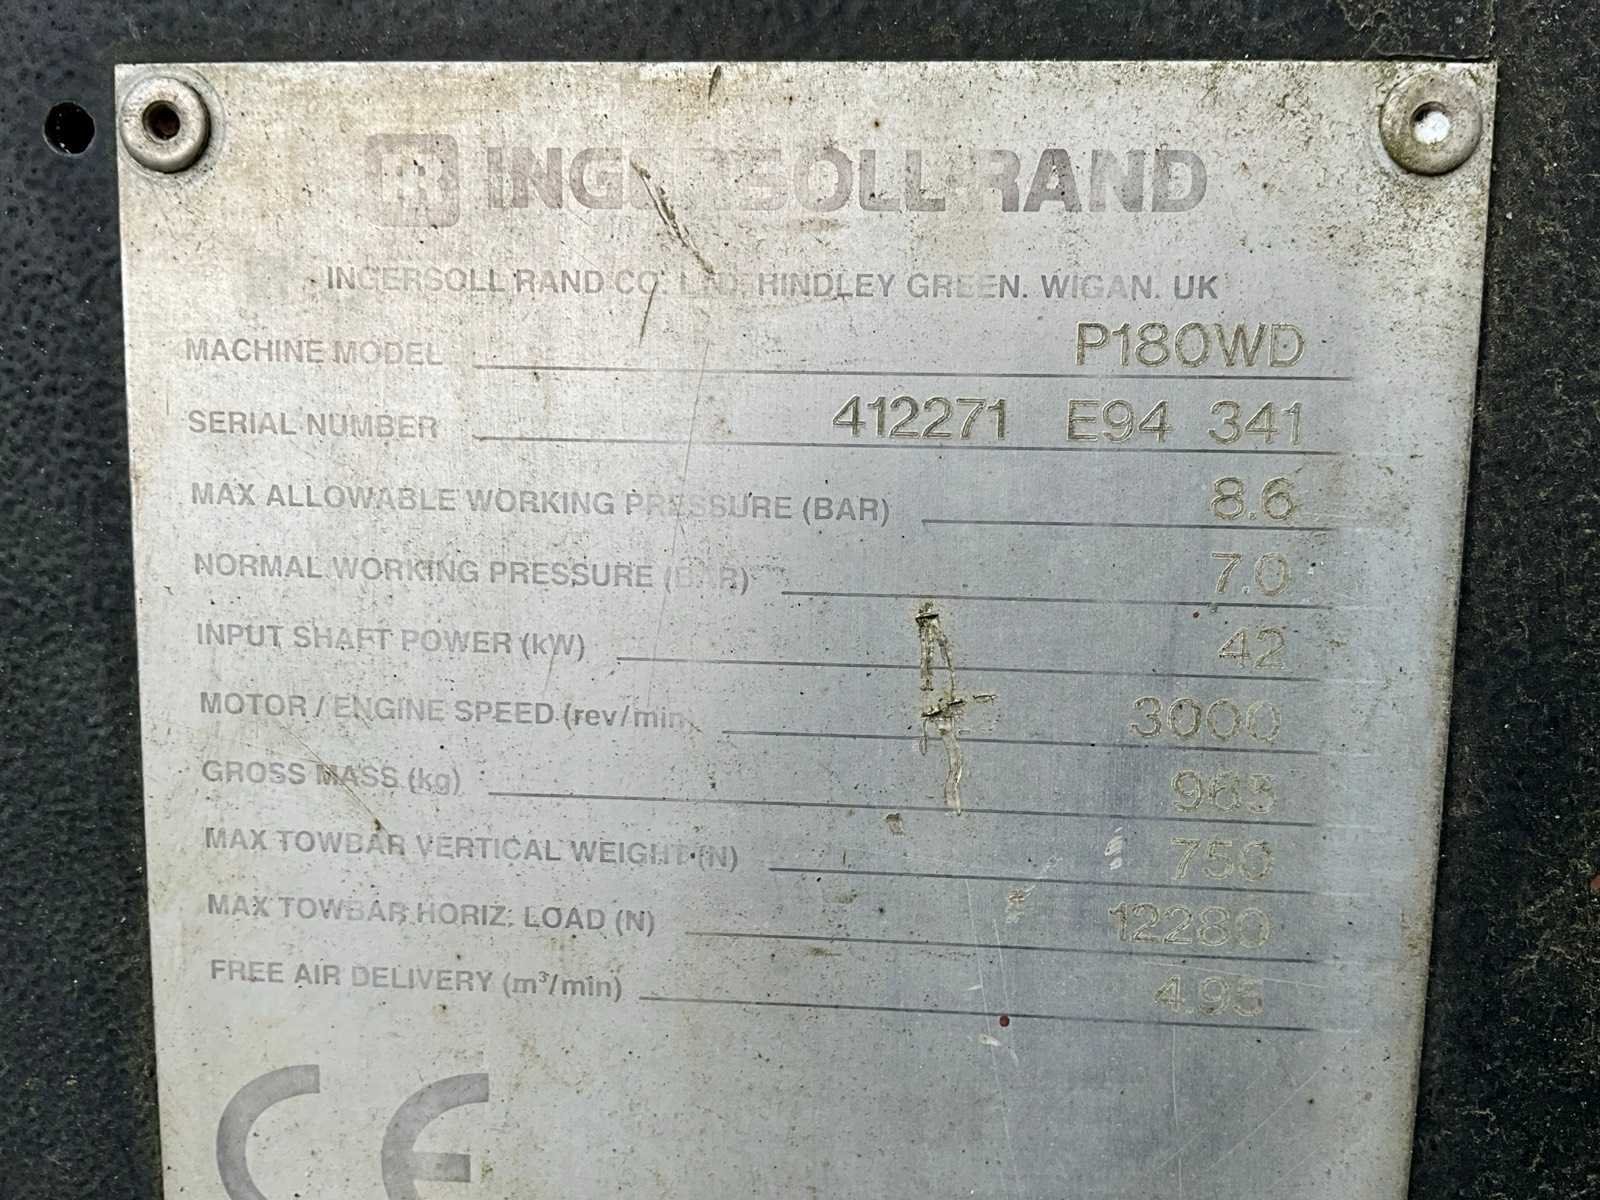 IR INGERSOLL-RAND
INGERSOLL RAND CO. LTD. HINDLEY GREEN. WIGAN. UK
MACHINE MODEL P180WD
SERIAL NUMBER 412271 E94 341
MAX ALLOWABLE WORKING PRESSURE (BAR) 8.6
NORMAL WORKING PRESSURE (BAR) 7.0
INPUT SHAFT POWER (kW) 42
MOTOR / ENGINE SPEED (rev/min) 3000
GROSS MASS (kg) 963
MAX TOWBAR VERTICAL WEIGHT (N) 750
MAX TOWBAR HORIZ. LOAD (N) 12280
FREE AIR DELIVERY (m³/min) 4.95
CE